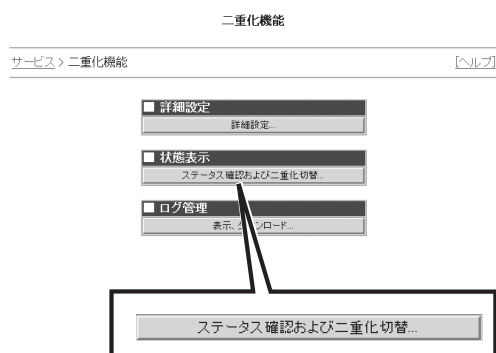 二重化機能
サービス > 二重化機能 [ヘルプ]
■ 詳細設定
詳細設定...
■ 状態表示
ステータス確認および二重化切替...
■ ログ管理
表示、ダウンロード...
ステータス確認および二重化切替...